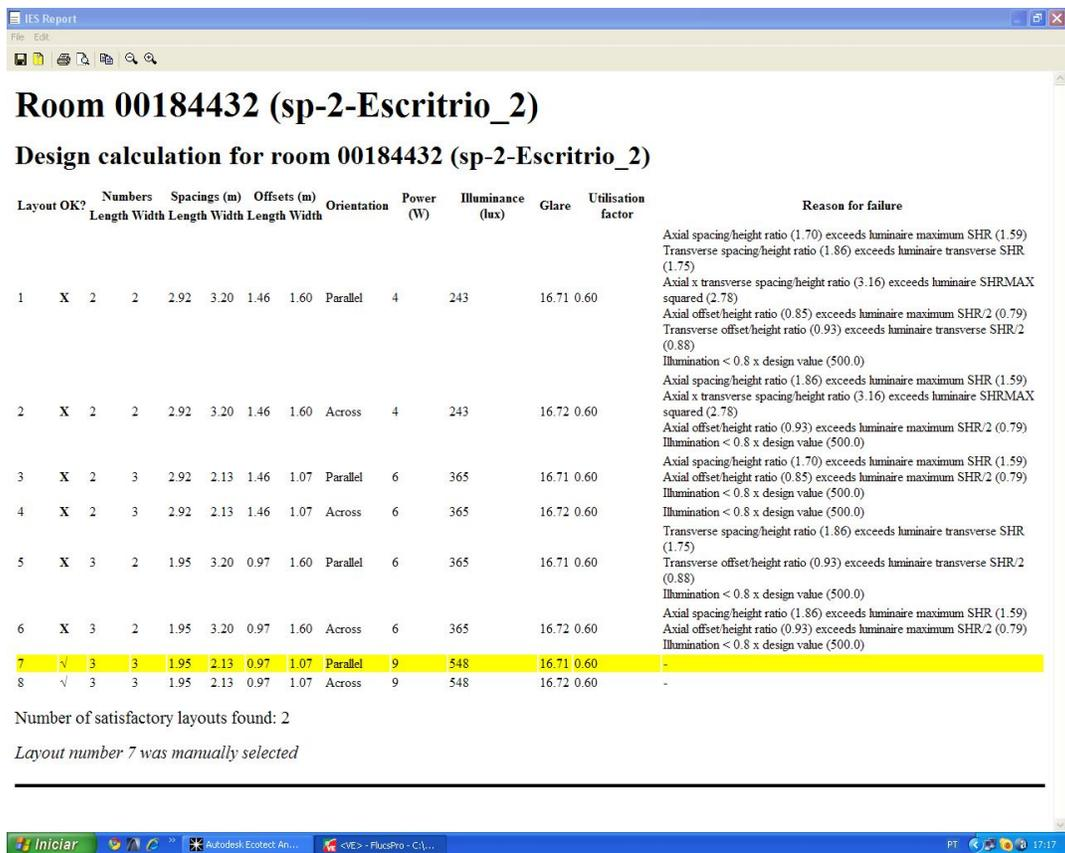 IES Report
File Edit
Room 00184432 (sp-2-Escritrio_2)
Design calculation for room 00184432 (sp-2-Escritrio_2)
Layout OK? Numbers Spacings (m) Offsets (m) Orientation Power (W) Illuminance (lux) Glare Utilisation factor Reason for failure
Length Width Length Width Length Width
1 X 2 2 2.92 3.20 1.46 1.60 Parallel 4 243 16.71 0.60
Axial spacing/height ratio (1.70) exceeds luminaire maximum SHR (1.59)
Transverse spacing/height ratio (1.86) exceeds luminaire transverse SHR
(1.75)
Axial x transverse spacing/height ratio (3.16) exceeds luminaire SHRMAX
squared (2.78)
Axial offset/height ratio (0.85) exceeds luminaire maximum SHR/2 (0.79)
Transverse offset/height ratio (0.93) exceeds luminaire transverse SHR/2
(0.88)
Illumination < 0.8 x design value (500.0)
2 X 2 2 2.92 3.20 1.46 1.60 Across 4 243 16.72 0.60
Axial spacing/height ratio (1.86) exceeds luminaire maximum SHR (1.59)
Axial x transverse spacing/height ratio (3.16) exceeds luminaire SHRMAX
squared (2.78)
Axial offset/height ratio (0.93) exceeds luminaire maximum SHR/2 (0.79)
Illumination < 0.8 x design value (500.0)
3 X 2 3 2.92 2.13 1.46 1.07 Parallel 6 365 16.71 0.60
Axial spacing/height ratio (1.70) exceeds luminaire maximum SHR (1.59)
Axial offset/height ratio (0.85) exceeds luminaire maximum SHR/2 (0.79)
Illumination < 0.8 x design value (500.0)
4 X 2 3 2.92 2.13 1.46 1.07 Across 6 365 16.72 0.60 Illumination < 0.8 x design value (500.0)
5 X 3 2 1.95 3.20 0.97 1.60 Parallel 6 365 16.71 0.60
Transverse spacing/height ratio (1.86) exceeds luminaire transverse SHR
(1.75)
Transverse offset/height ratio (0.93) exceeds luminaire transverse SHR/2
(0.88)
Illumination < 0.8 x design value (500.0)
6 X 3 2 1.95 3.20 0.97 1.60 Across 6 365 16.72 0.60
Axial spacing/height ratio (1.86) exceeds luminaire maximum SHR (1.59)
Axial offset/height ratio (0.93) exceeds luminaire maximum SHR/2 (0.79)
Illumination < 0.8 x design value (500.0)
7 √ 3 3 1.95 2.13 0.97 1.07 Parallel 9 548 16.71 0.60 -
8 √ 3 3 1.95 2.13 0.97 1.07 Across 9 548 16.72 0.60 -
Number of satisfactory layouts found: 2
Layout number 7 was manually selected
Iniciar » Autodesk Ecotect An... <VE> - FlucsPro - C:\... PT 17:17